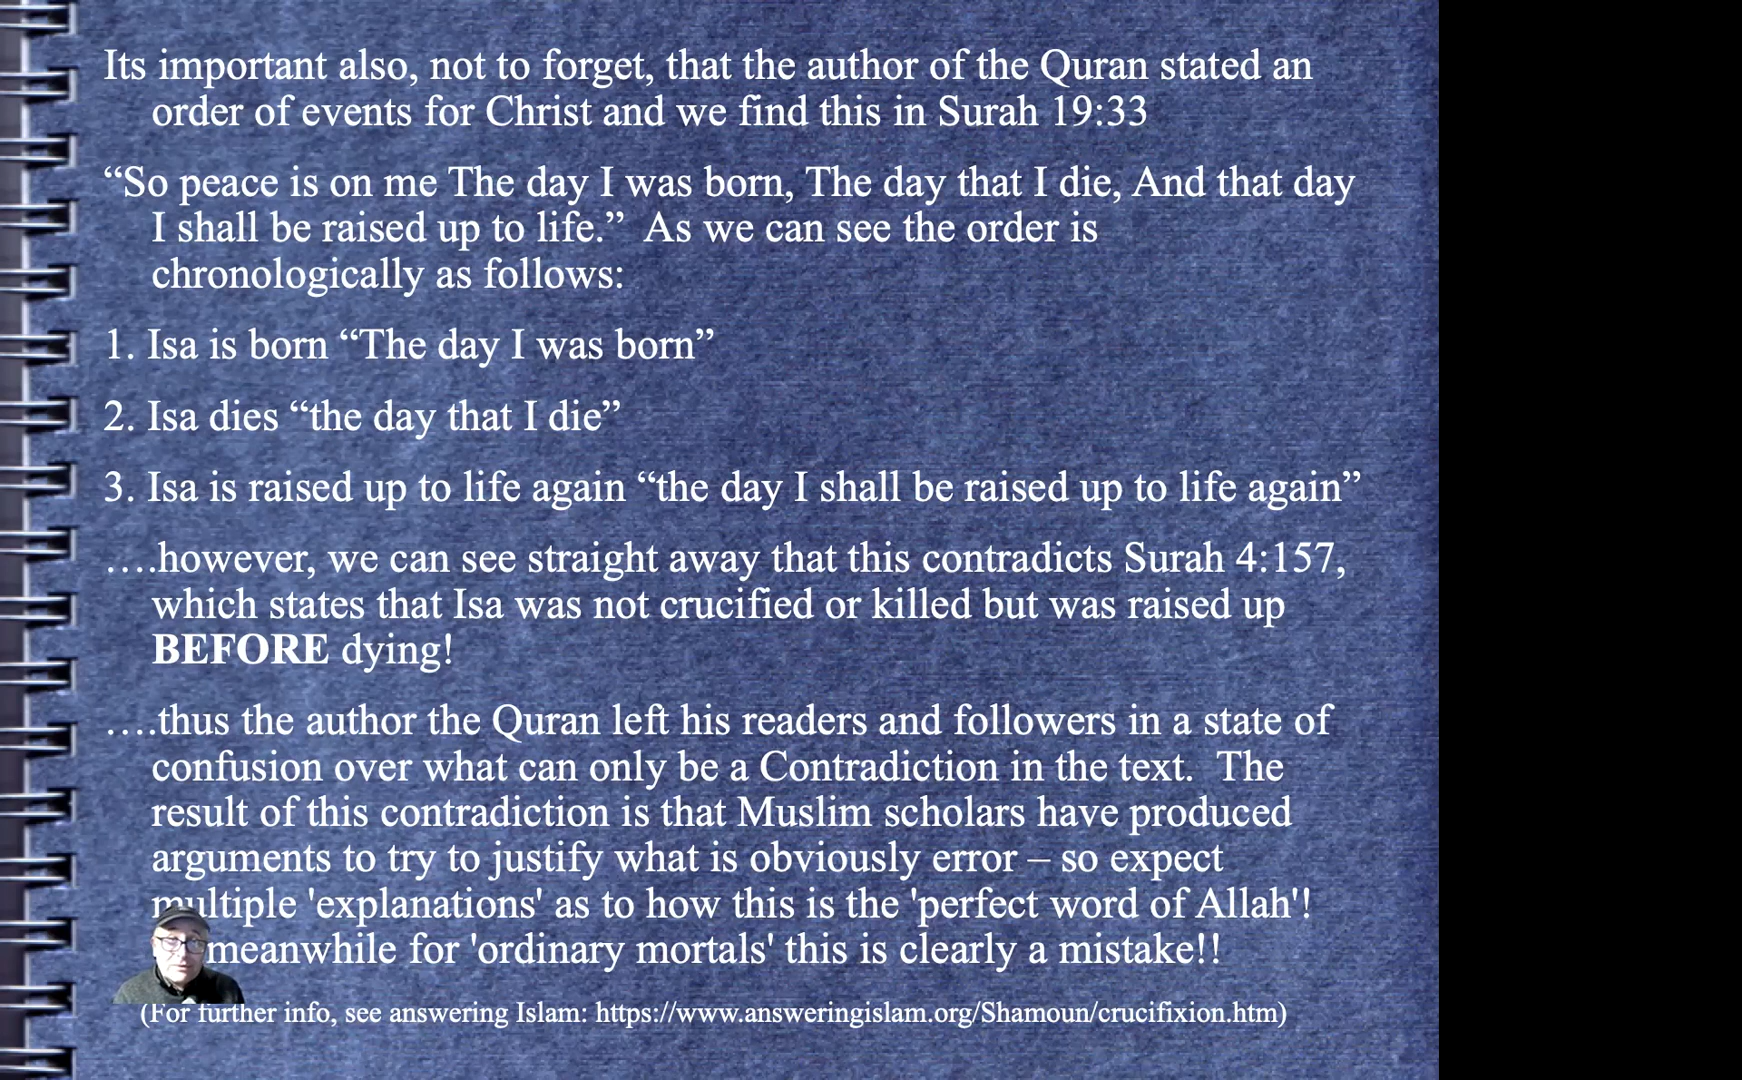 Its important also, not to forget, that the author of the Quran stated an
order of events for Christ and we find this in Surah 19:33
“So peace is on me The day I was born, The day that I die, And that day
I shall be raised up to life.”  As we can see the order is
chronologically as follows:
1. Isa is born “The day I was born”
2. Isa dies “the day that I die”
3. Isa is raised up to life again “the day I shall be raised up to life again”
….however, we can see straight away that this contradicts Surah 4:157,
which states that Isa was not crucified or killed but was raised up
BEFORE dying!
….thus the author the Quran left his readers and followers in a state of
confusion over what can only be a Contradiction in the text.  The
result of this contradiction is that Muslim scholars have produced
arguments to try to justify what is obviously error – so expect
multiple 'explanations' as to how this is the 'perfect word of Allah'!
meanwhile for 'ordinary mortals' this is clearly a mistake!!
(For further info, see answering Islam: https://www.answeringislam.org/Shamoun/crucifixion.htm)